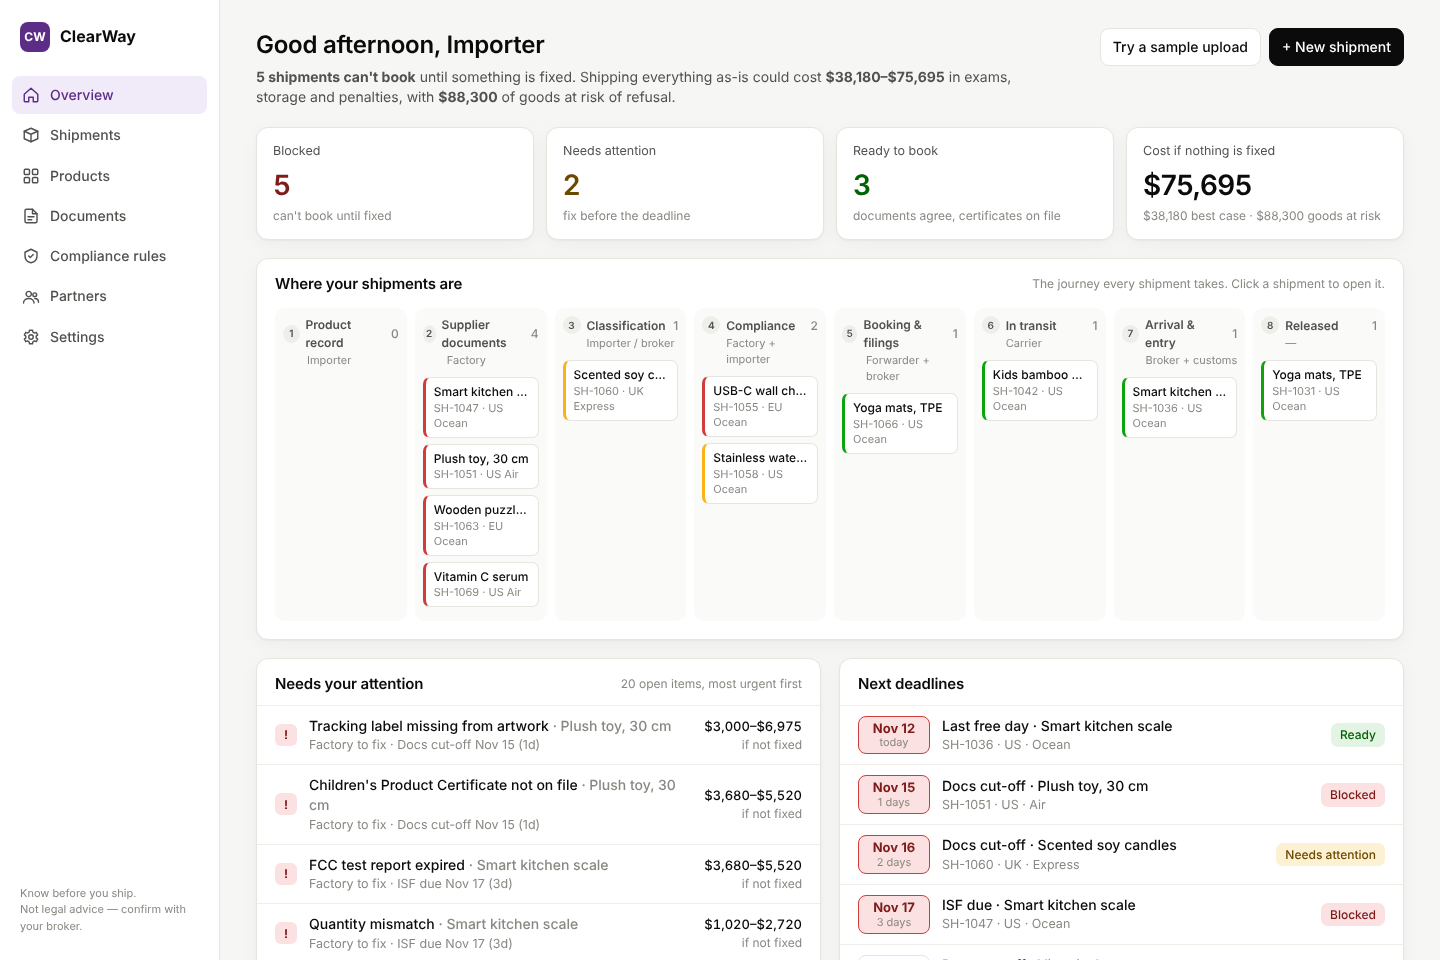 CW ClearWay
Overview
Shipments
Products
Documents
Compliance rules
Partners
Settings
Know before you ship.
Not legal advice — confirm with
your broker.
Good afternoon, Importer
5 shipments can't book until something is fixed. Shipping everything as-is could cost $38,180–$75,695 in exams,
storage and penalties, with $88,300 of goods at risk of refusal.
Try a sample upload
+ New shipment
Blocked
5
can't book until fixed
Needs attention
2
fix before the deadline
Ready to book
3
documents agree, certificates on file
Cost if nothing is fixed
$75,695
$38,180 best case · $88,300 goods at risk
Where your shipments are
The journey every shipment takes. Click a shipment to open it.
1 Product
record 0
Importer
2 Supplier
documents 4
Factory
Smart kitchen ...
SH-1047 · US
Ocean
Plush toy, 30 cm
SH-1051 · US Air
Wooden puzzl...
SH-1063 · EU
Ocean
Vitamin C serum
SH-1069 · US Air
3 Classification 1
Importer / broker
Scented soy c...
SH-1060 · UK
Express
4 Compliance 2
Factory +
importer
USB-C wall ch...
SH-1055 · EU
Ocean
Stainless wate...
SH-1058 · US
Ocean
5 Booking &
filings 1
Forwarder +
broker
Yoga mats, TPE
SH-1066 · US
Ocean
6 In transit 1
Carrier
Kids bamboo ...
SH-1042 · US
Ocean
7 Arrival &
entry 1
Broker + customs
Smart kitchen ...
SH-1036 · US
Ocean
8 Released 1
—
Yoga mats, TPE
SH-1031 · US
Ocean
Needs your attention
20 open items, most urgent first
! Tracking label missing from artwork · Plush toy, 30 cm $3,000–$6,975
Factory to fix · Docs cut-off Nov 15 (1d) if not fixed
! Children's Product Certificate not on file · Plush toy, 30
cm
Factory to fix · Docs cut-off Nov 15 (1d)
$3,680–$5,520
if not fixed
! FCC test report expired · Smart kitchen scale $3,680–$5,520
Factory to fix · ISF due Nov 17 (3d) if not fixed
! Quantity mismatch · Smart kitchen scale $1,020–$2,720
Factory to fix · ISF due Nov 17 (3d) if not fixed
Next deadlines
Nov 12
today
Last free day · Smart kitchen scale
SH-1036 · US · Ocean
Ready
Nov 15
1 days
Docs cut-off · Plush toy, 30 cm
SH-1051 · US · Air
Blocked
Nov 16
2 days
Docs cut-off · Scented soy candles
SH-1060 · UK · Express
Needs attention
Nov 17
3 days
ISF due · Smart kitchen scale
SH-1047 · US · Ocean
Blocked